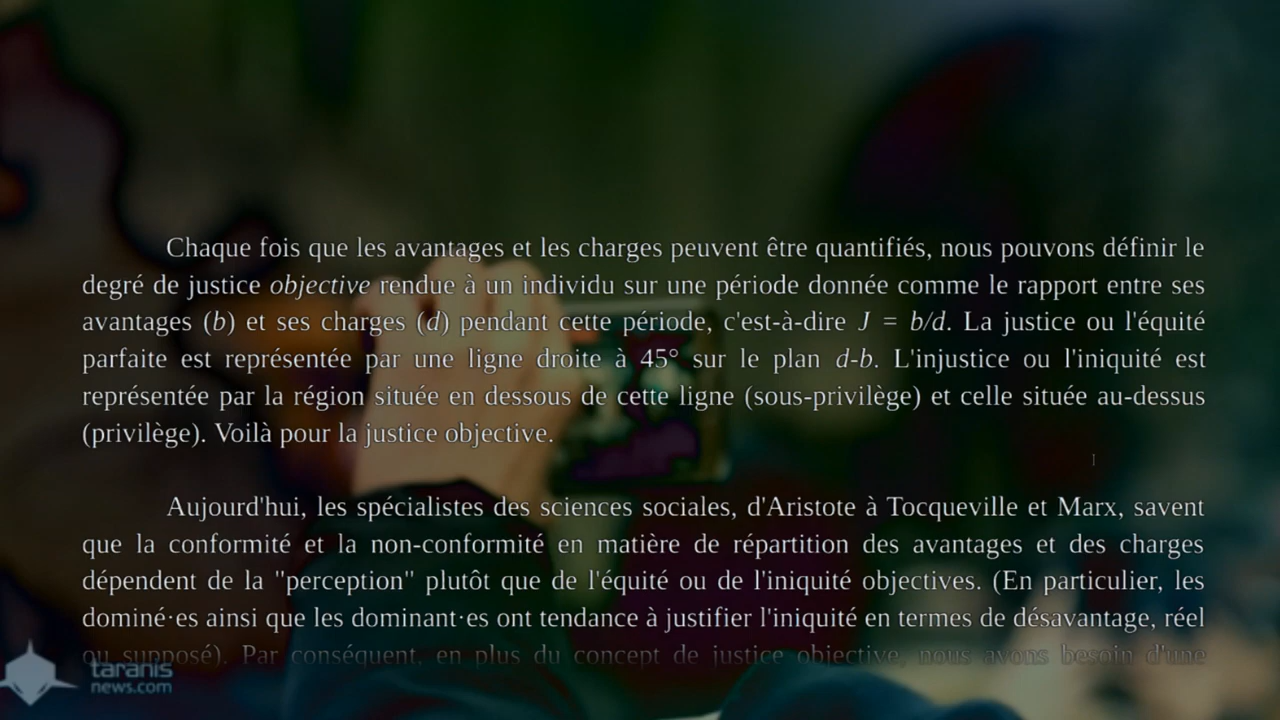 Chaque fois que les avantages et les charges peuvent être quantifiés, nous pouvons définir le
degré de justice objective rendue à un individu sur une période donnée comme le rapport entre ses
avantages (b) et ses charges (d) pendant cette période, c'est-à-dire J = b/d. La justice ou l'équité
parfaite est représentée par une ligne droite à 45° sur le plan d-b. L'injustice ou l'iniquité est
représentée par la région située en dessous de cette ligne (sous-privilège) et celle située au-dessus
(privilège). Voilà pour la justice objective.
Aujourd'hui, les spécialistes des sciences sociales, d'Aristote à Tocqueville et Marx, savent
que la conformité et la non-conformité en matière de répartition des avantages et des charges
dépendent de la "perception" plutôt que de l'équité ou de l'iniquité objectives. (En particulier, les
dominé·es ainsi que les dominant·es ont tendance à justifier l'iniquité en termes de désavantage, réel
ou supposé). Par conséquent, en plus du concept de justice objective, nous avons besoin d'une
taranis
news.com